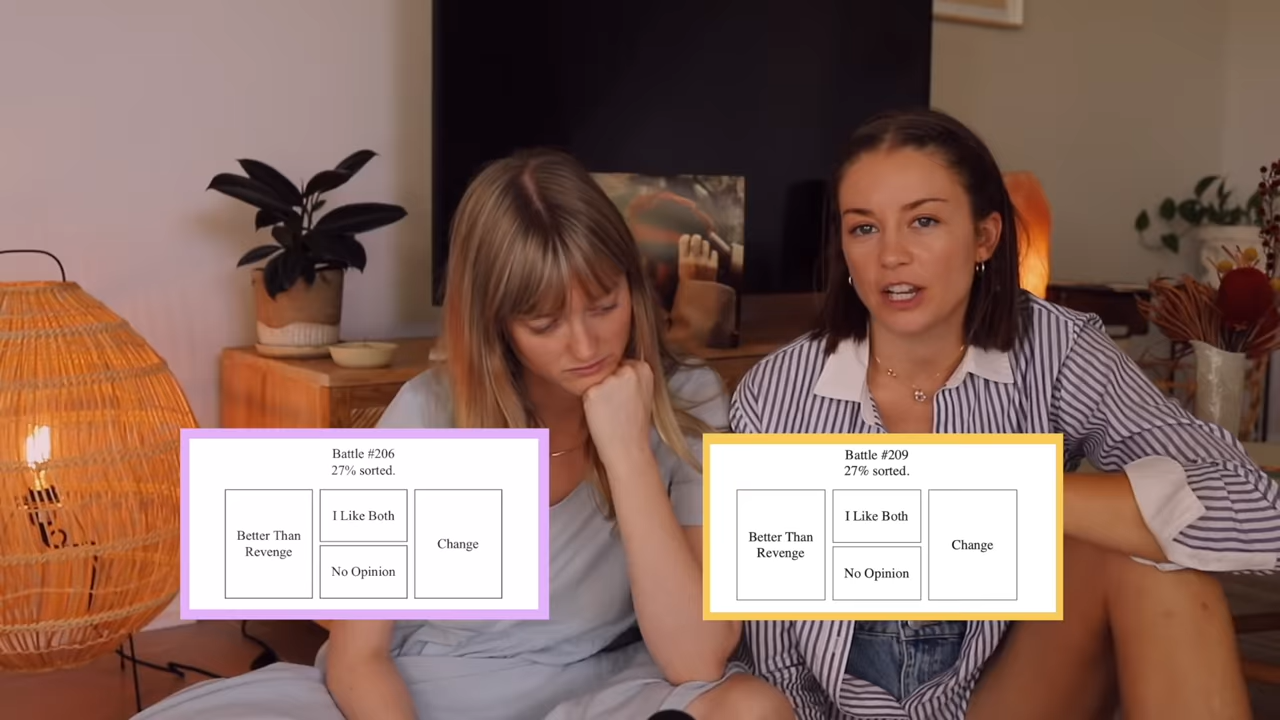 Battle #206
27% sorted.
Better Than
Revenge
I Like Both
No Opinion
Change
Battle #209
27% sorted.
Better Than
Revenge
I Like Both
No Opinion
Change